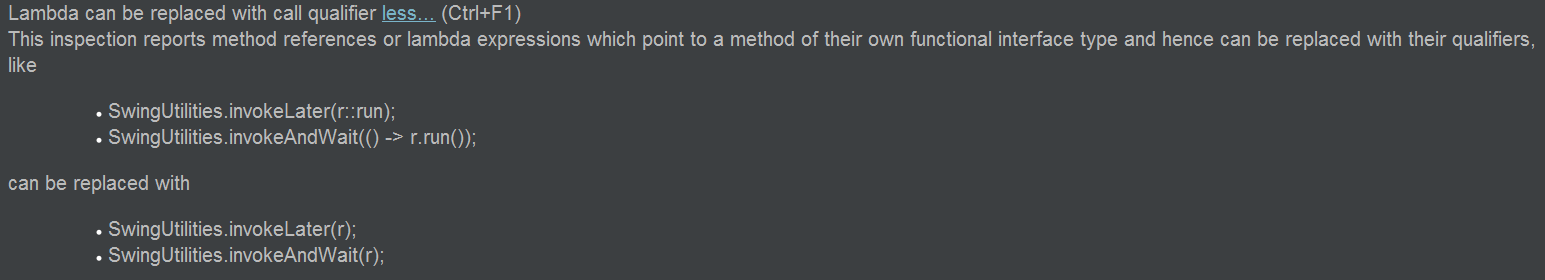 Lambda can be replaced with call qualifier less... (Ctrl+F1)
This inspection reports method references or lambda expressions which point to a method of their own functional interface type and hence can be replaced with their qualifiers,
like
• SwingUtilities.invokeLater(r::run);
• SwingUtilities.invokeAndWait(() -> r.run());
can be replaced with
• SwingUtilities.invokeLater(r);
• SwingUtilities.invokeAndWait(r);